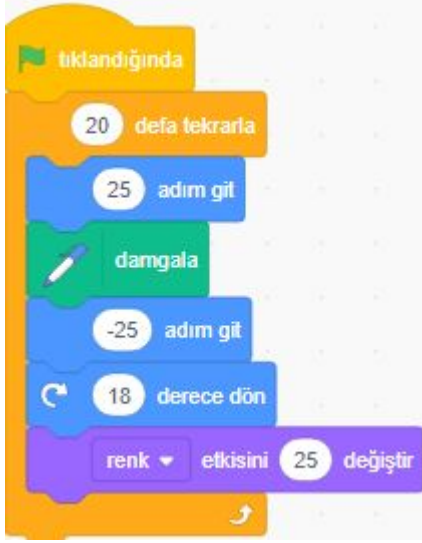 tıklandığında
20 defa tekrarla
25 adım git
damgala
-25 adım git
18 derece dön
renk etkisini 25 değiştir